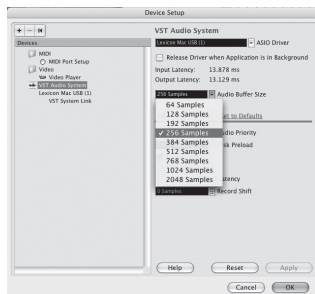 Device Setup
+ − |◀
Devices
MIDI
MIDI Port Setup
Video
Video Player
VST Audio System
Lexicon Mac USB (1)
VST System Link
VST Audio System
Lexicon Mac USB (1) ASIO Driver
Release Driver when Application is in Background
Input Latency: 13.878 ms
Output Latency: 13.129 ms
256 Samples Audio Buffer Size
64 Samples
128 Samples
192 Samples
✓ 256 Samples
384 Samples
512 Samples
768 Samples
1024 Samples
2048 Samples
to Defaults
Priority
Preload
0 Samples Record Shift
Help Reset Apply
Cancel OK